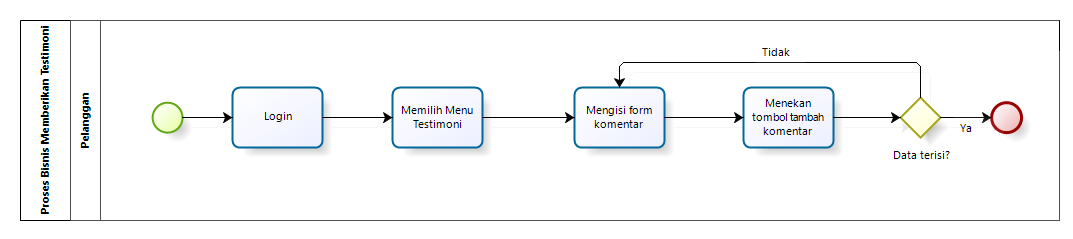 Proses Bisnis Memberikan Testimoni
Pelanggan
Login
Memilih Menu
Testimoni
Mengisi form
komentar
Menekan
tombol tambah
komentar
Tidak
Data terisi?
Ya